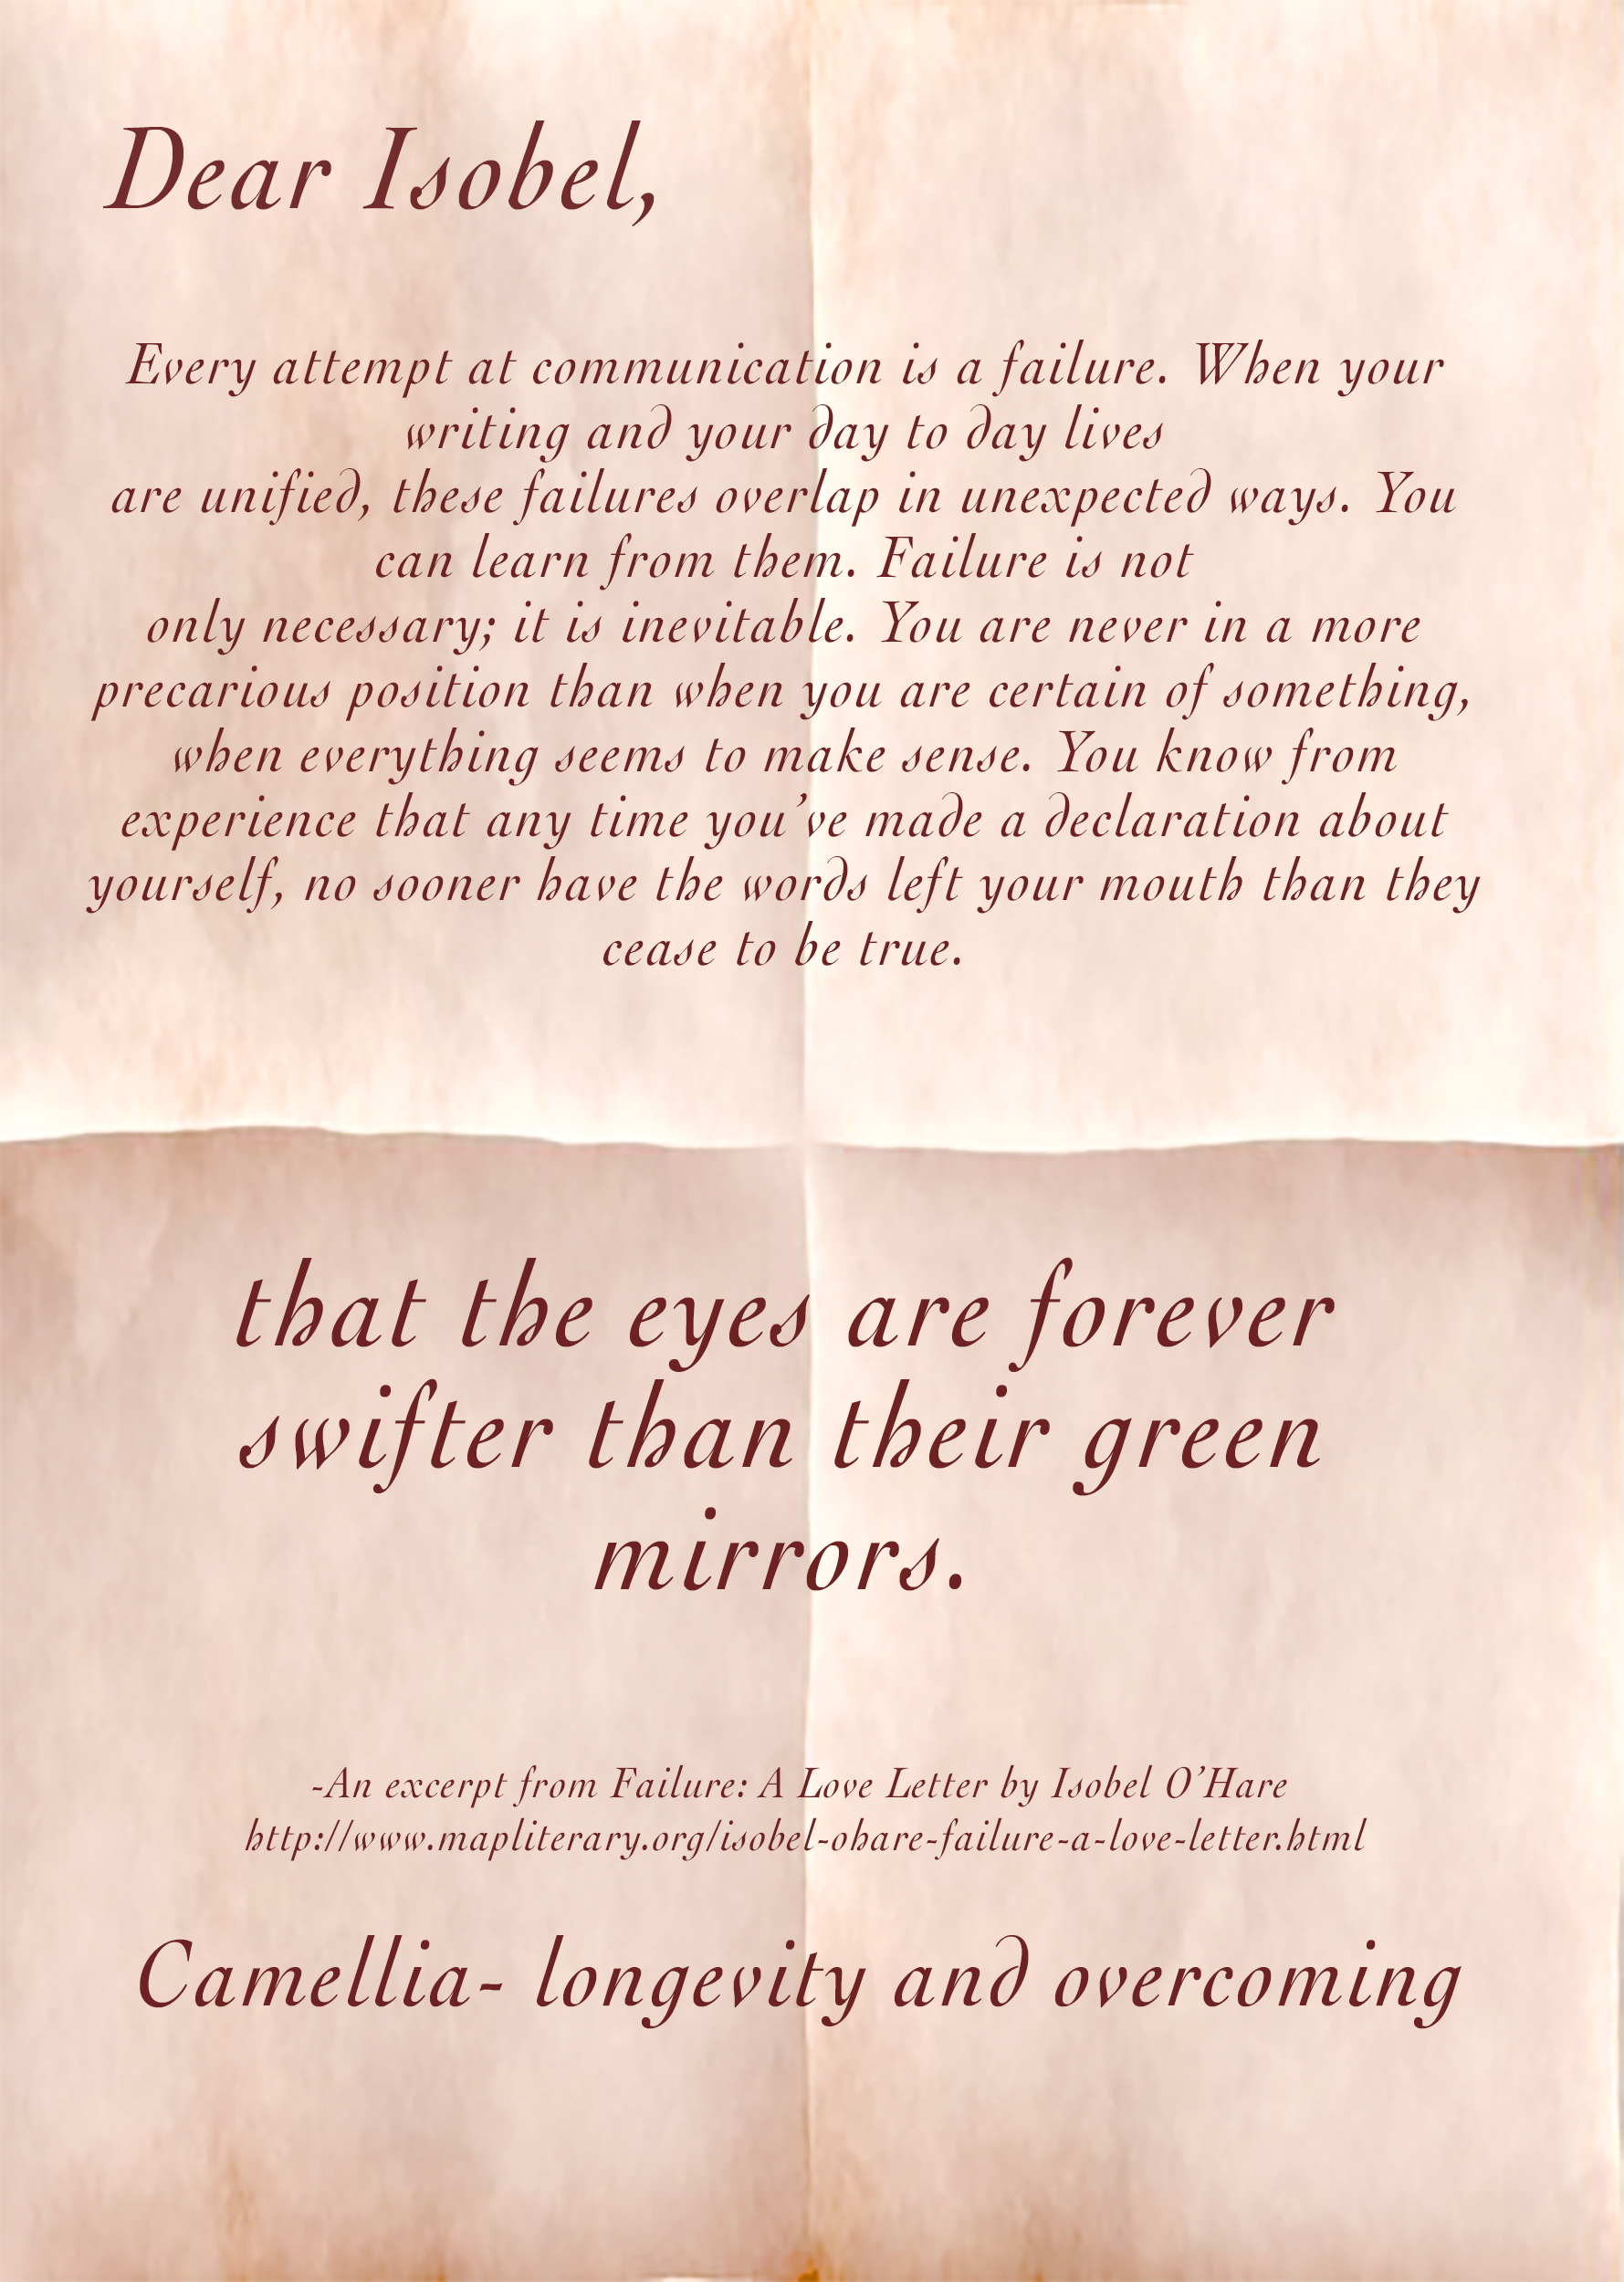 Dear Isobel,
Every attempt at communication is a failure. When your
writing and your day to day lives
are unified, these failures overlap in unexpected ways. You
can learn from them. Failure is not
only necessary; it is inevitable. You are never in a more
precarious position than when you are certain of something,
when everything seems to make sense. You know from
experience that any time you’ve made a declaration about
yourself, no sooner have the words left your mouth than they
cease to be true.
that the eyes are forever
swifter than their green
mirrors.
-An excerpt from Failure: A Love Letter by Isobel O’Hare
http://www.mapliterary.org/isobel-ohare-failure-a-love-letter.html
Camellia- longevity and overcoming